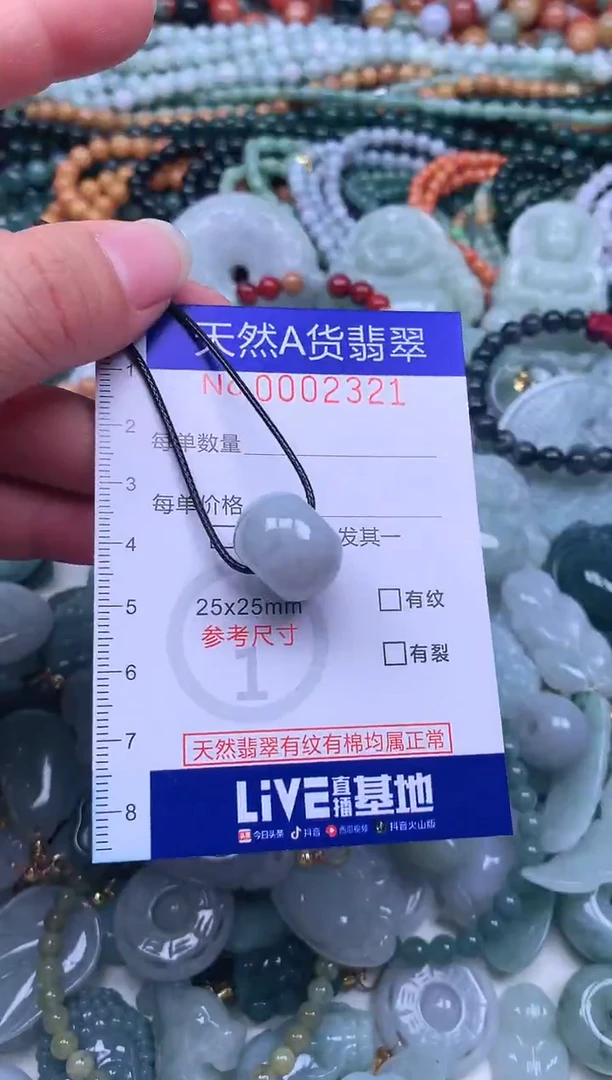 天然A货翡翠
No.0002321
1
2
每单数量
3
每单价格
4
发其一
5
25x25mm
有纹
参考尺寸
1
6
有裂
7
天然翡翠有纹有棉均属正常
LiVE直播基地
8
头条 今日头条 抖音 西瓜视频 抖音火山版